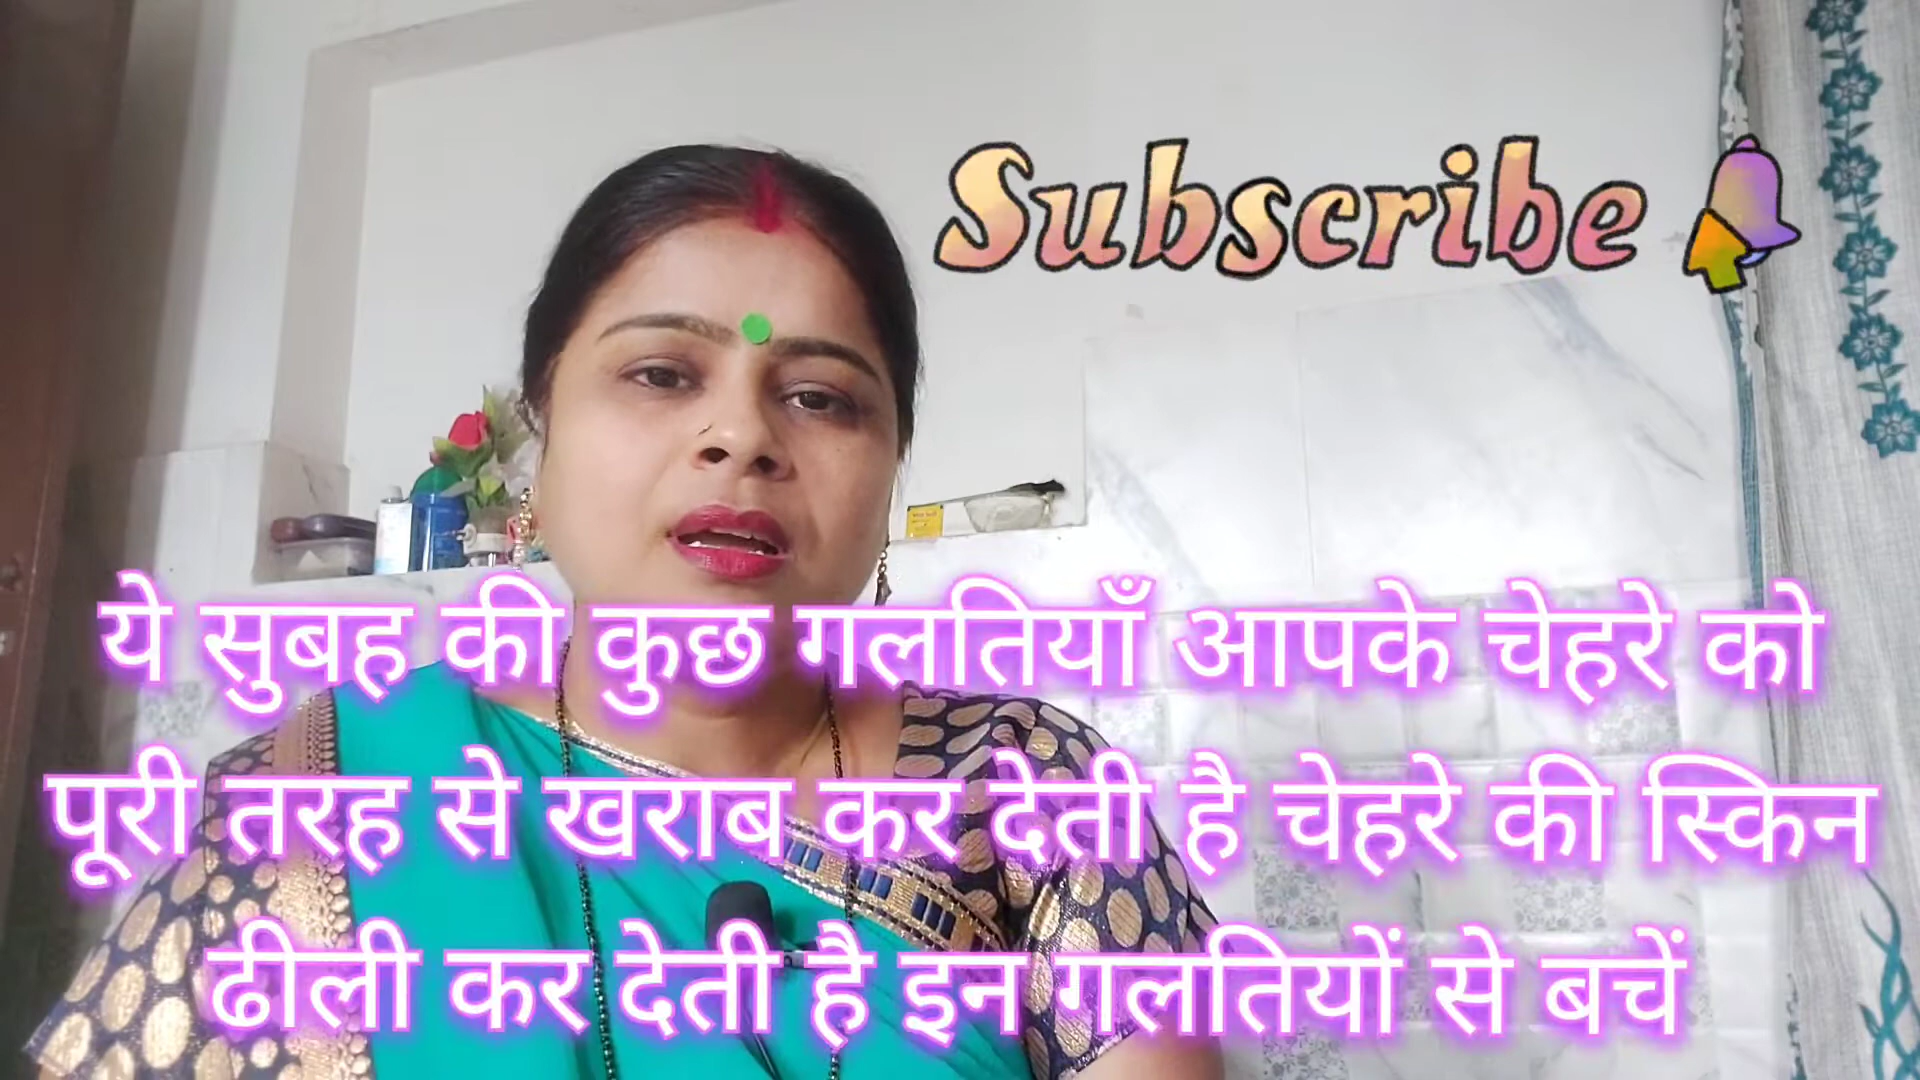 Subscribe
ये सुबह की कुछ गलतियाँ आपके चेहरे को
पूरी तरह से खराब कर देती है चेहरे की स्किन
ढीली कर देती है इन गलतियों से बचें